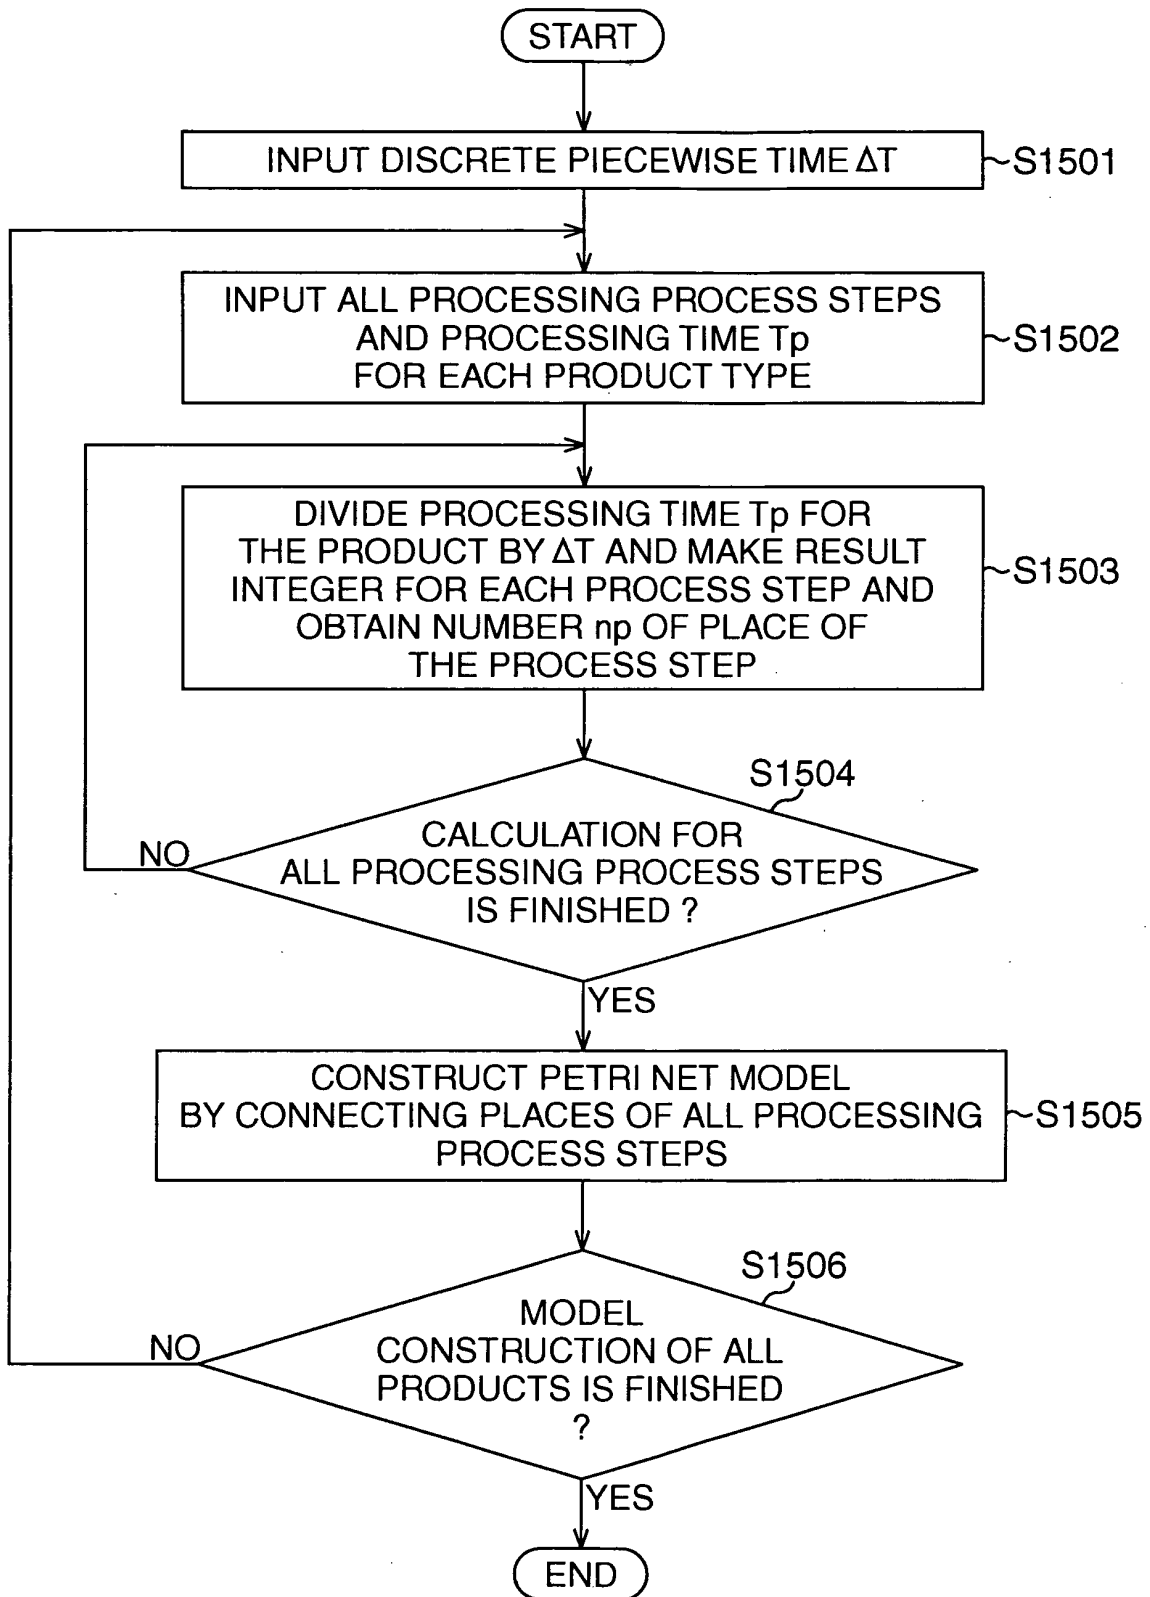 START
INPUT DISCRETE PIECEWISE TIME ΔT
S1501
INPUT ALL PROCESSING PROCESS STEPS
AND PROCESSING TIME Tp
FOR EACH PRODUCT TYPE
S1502
DIVIDE PROCESSING TIME Tp FOR
THE PRODUCT BY ΔT AND MAKE RESULT
INTEGER FOR EACH PROCESS STEP AND
OBTAIN NUMBER np OF PLACE OF
THE PROCESS STEP
S1503
S1504
CALCULATION FOR
ALL PROCESSING PROCESS STEPS
IS FINISHED ?
NO
YES
CONSTRUCT PETRI NET MODEL
BY CONNECTING PLACES OF ALL PROCESSING
PROCESS STEPS
S1505
S1506
MODEL
CONSTRUCTION OF ALL
PRODUCTS IS FINISHED
?
NO
YES
END